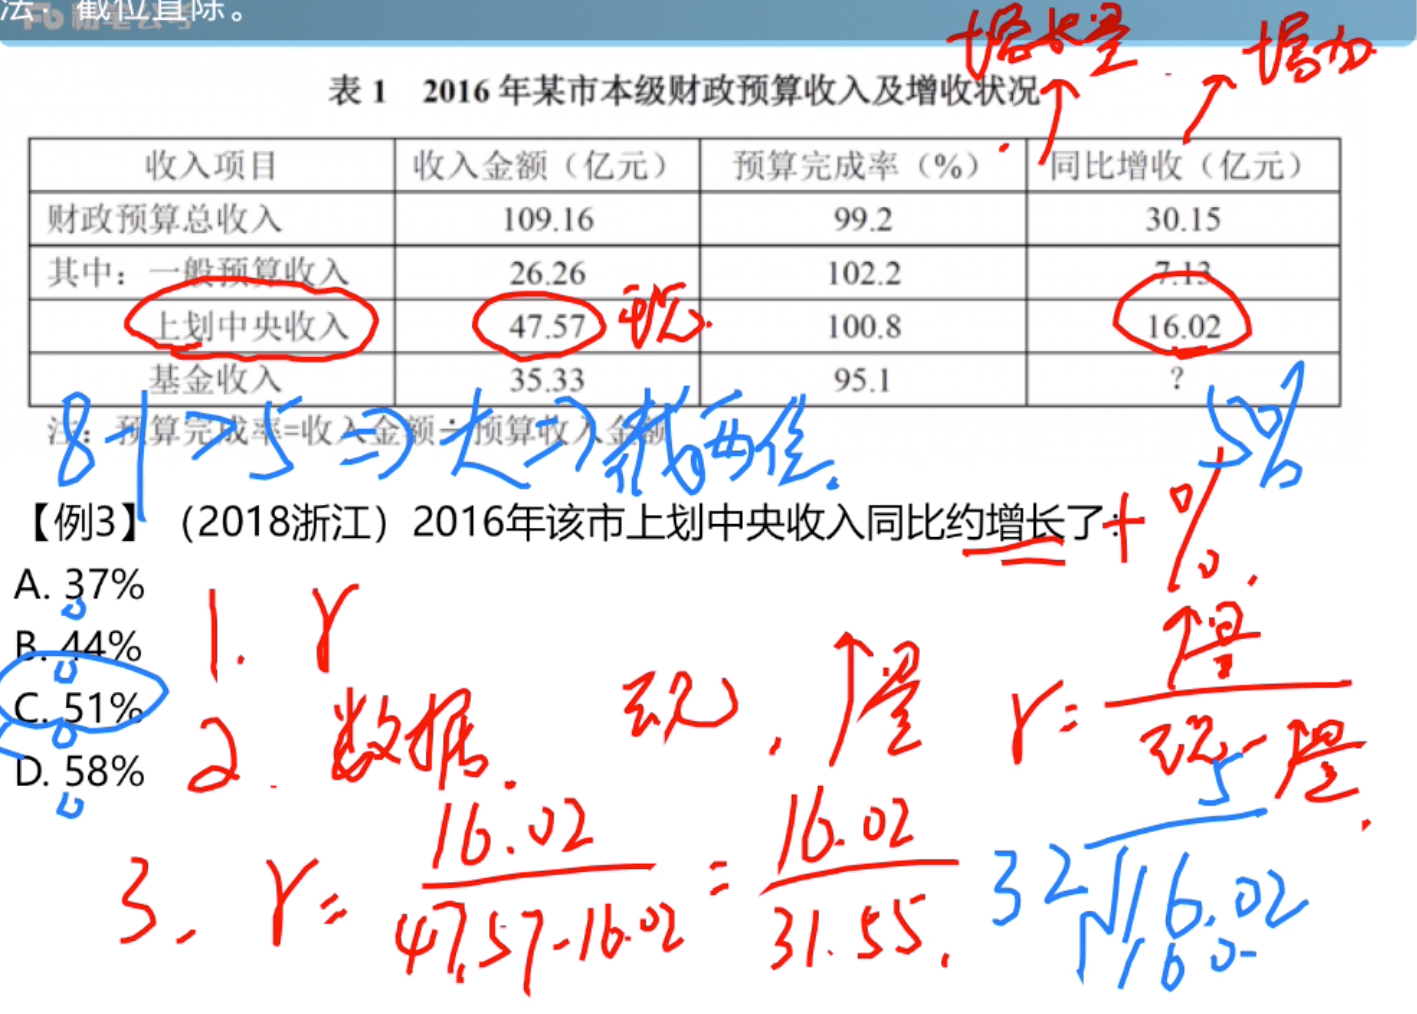 法：截位直除。
增长量
增加
表 1 2016 年某市本级财政预算收入及增收状况
收入项目 收入金额（亿元） 预算完成率（%） 同比增收（亿元）
财政预算总收入 109.16 99.2 30.15
其中：一般预算收入 26.26 102.2 7.13
上划中央收入 47.57 现. 100.8 16.02
基金收入 35.33 95.1 ？
注：预算完成率=收入金额÷预算收入金额
8-1>5⇒大⇒截两位.
5%
【例3】（2018浙江）2016年该市上划中央收入同比约增长了：
+%.
A. 37%
B. 44%
C. 51%
D. 58%
1. r
2. 数据. 现, ↑量
r= ↑量
现-↑量.
3. r= 16.02 = 16.02
47.57-16.02 31.55.
5
32 16.02
160